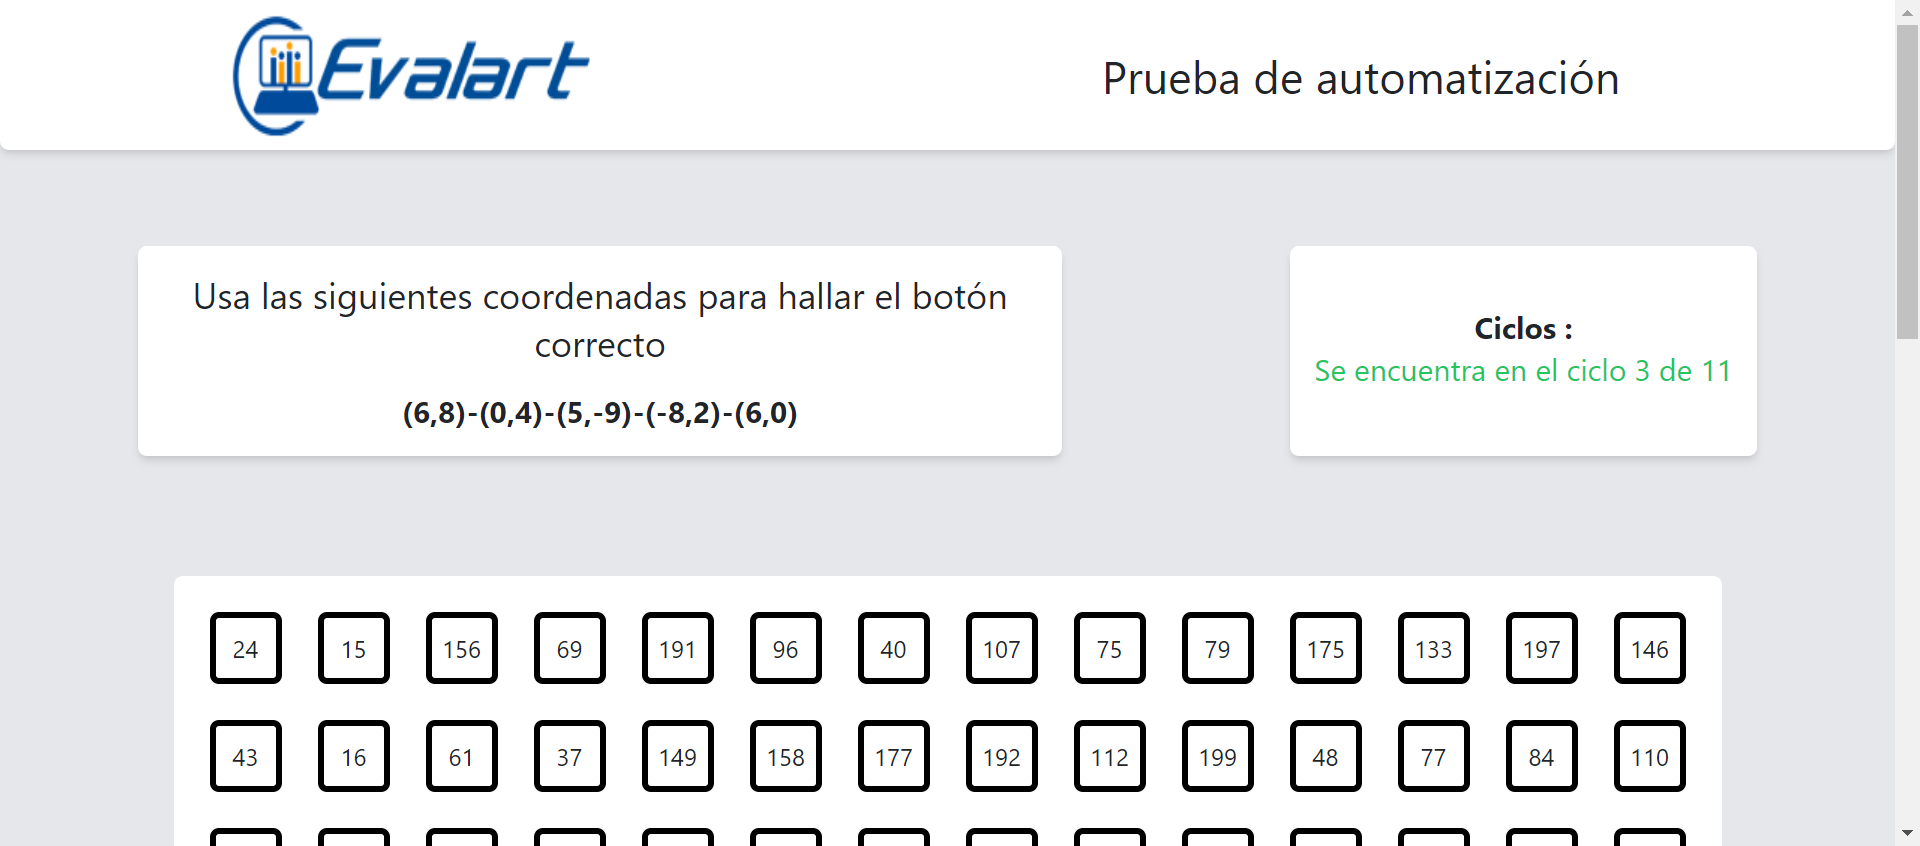 Evalart
Prueba de automatización
Usa las siguientes coordenadas para hallar el botón
correcto
(6,8)-(0,4)-(5,-9)-(-8,2)-(6,0)
Ciclos :
Se encuentra en el ciclo 3 de 11
24 15 156 69 191 96 40 107 75 79 175 133 197 146
43 16 61 37 149 158 177 192 112 199 48 77 84 110